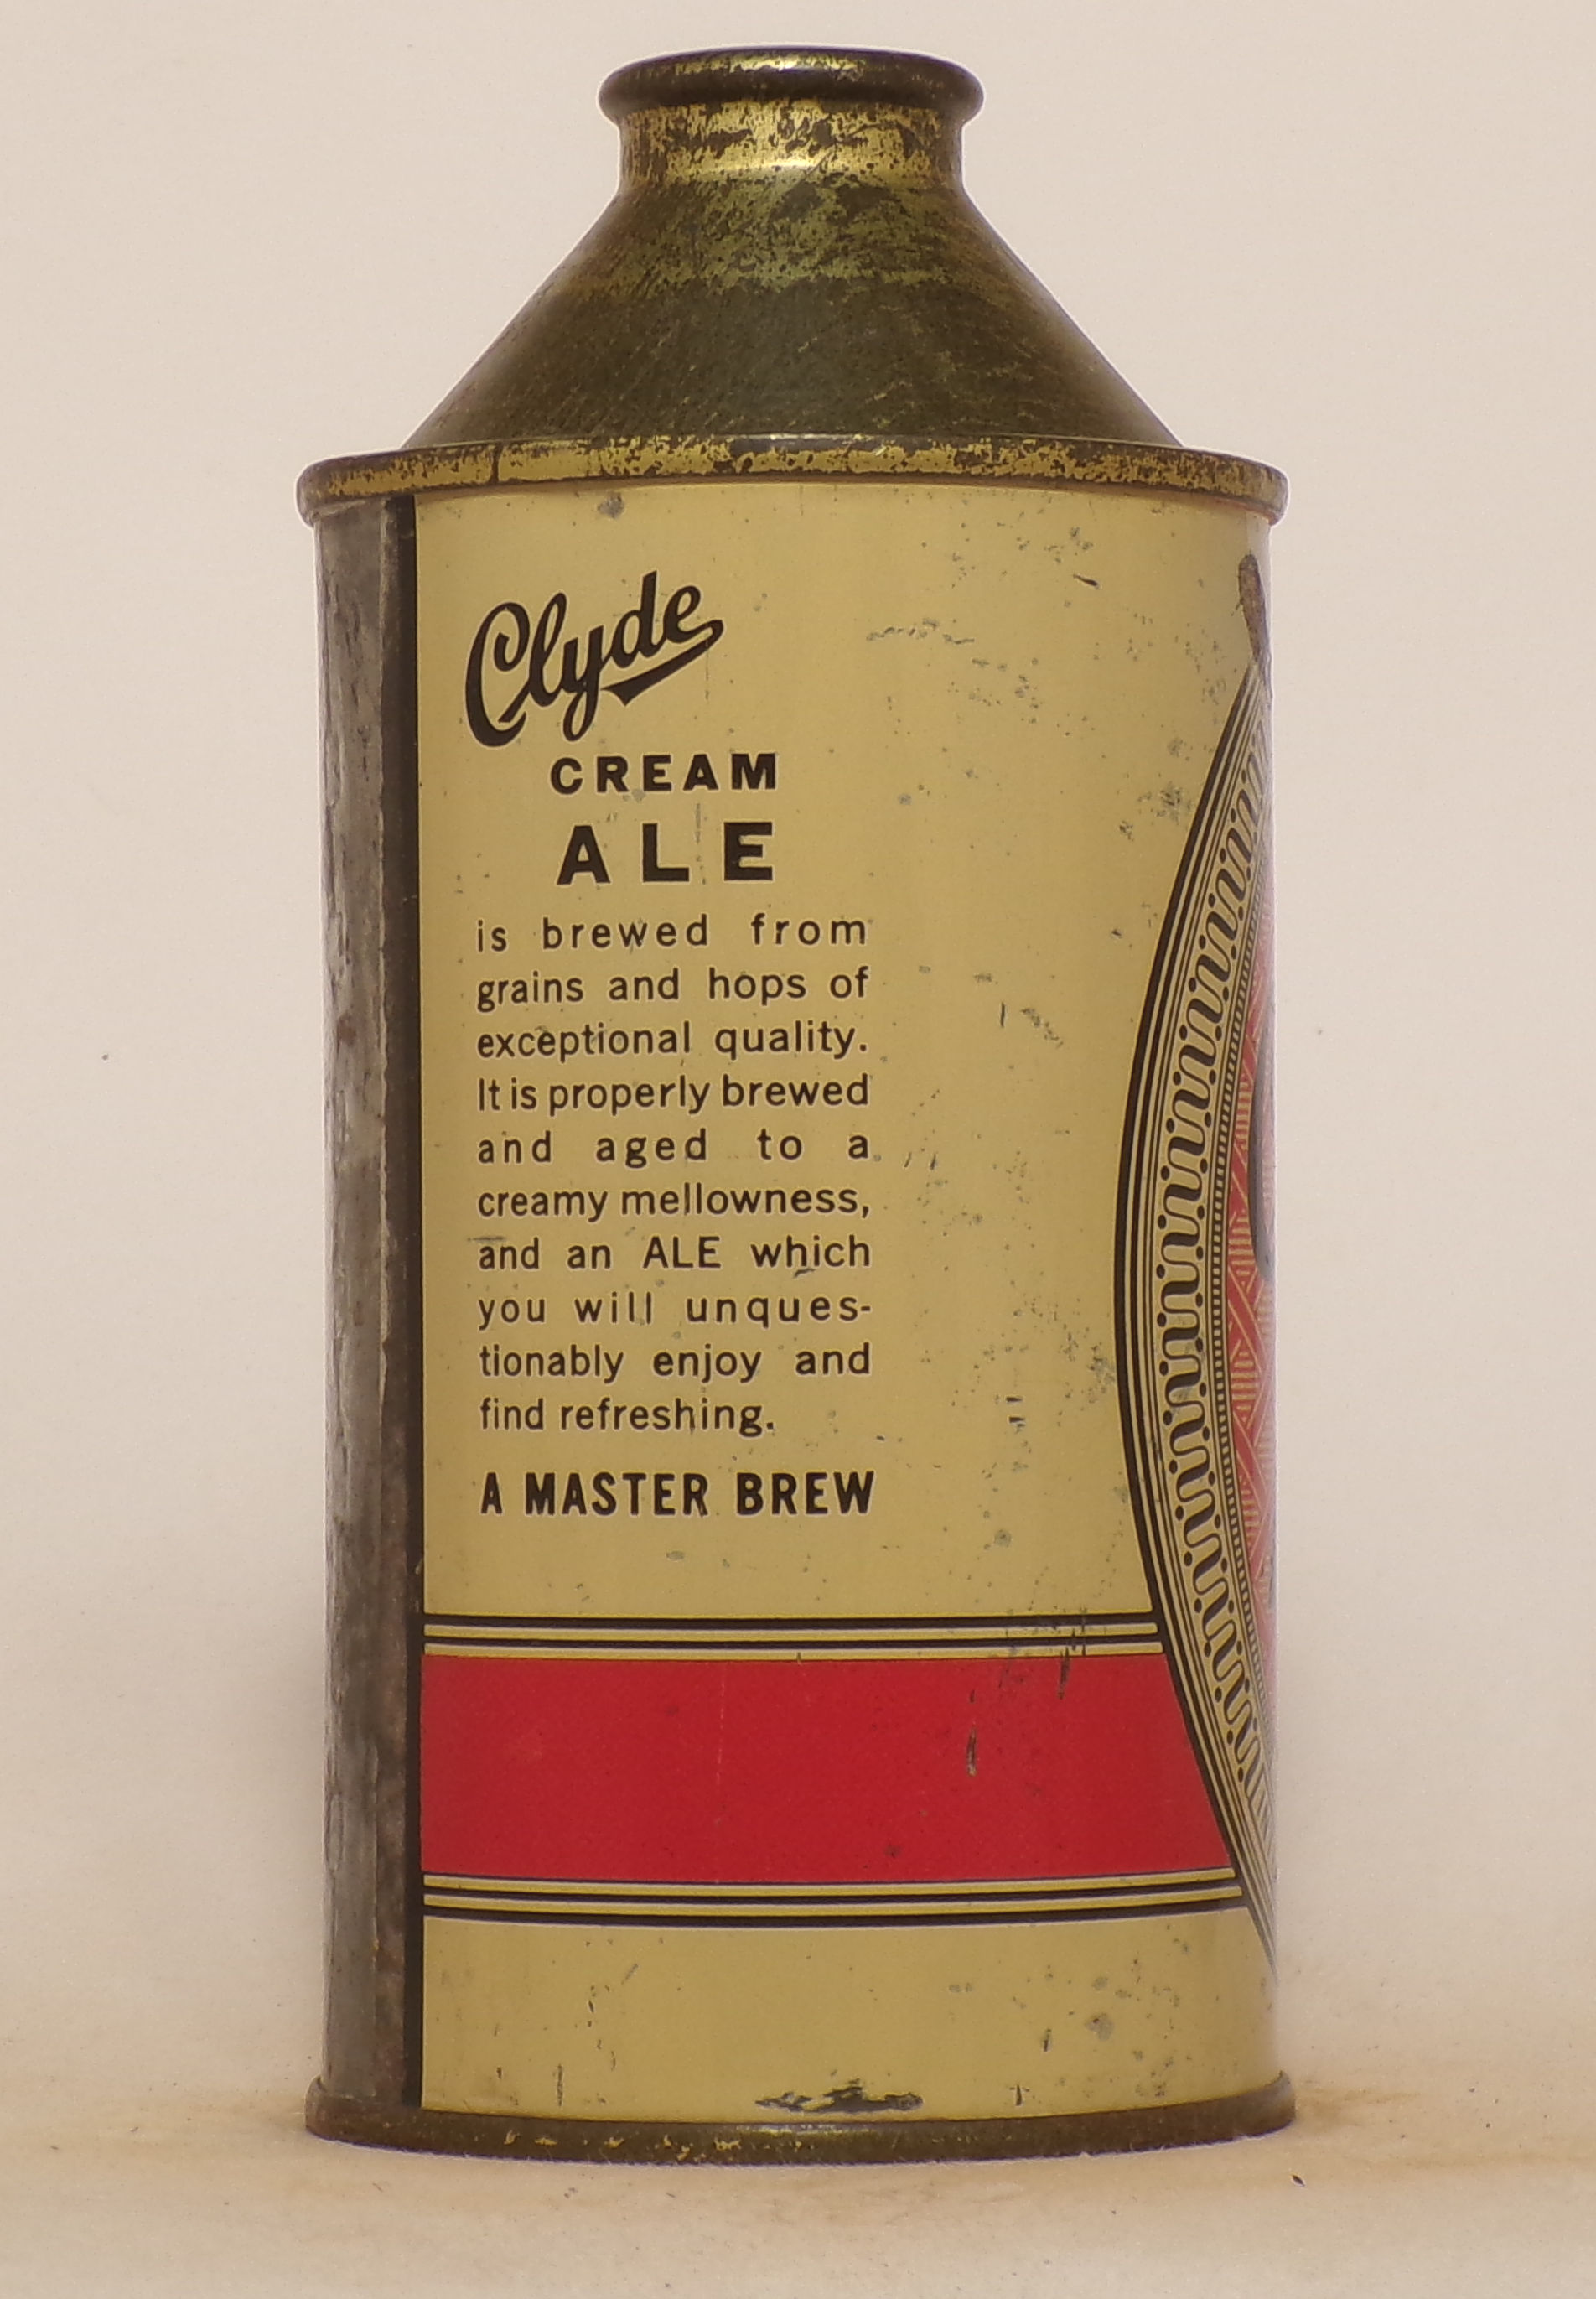 Clyde
CREAM
ALE
is brewed from
grains and hops of
exceptional quality.
It is properly brewed
and aged to a
creamy mellowness,
and an ALE which
you will unques-
tionably enjoy and
find refreshing.
A MASTER BREW